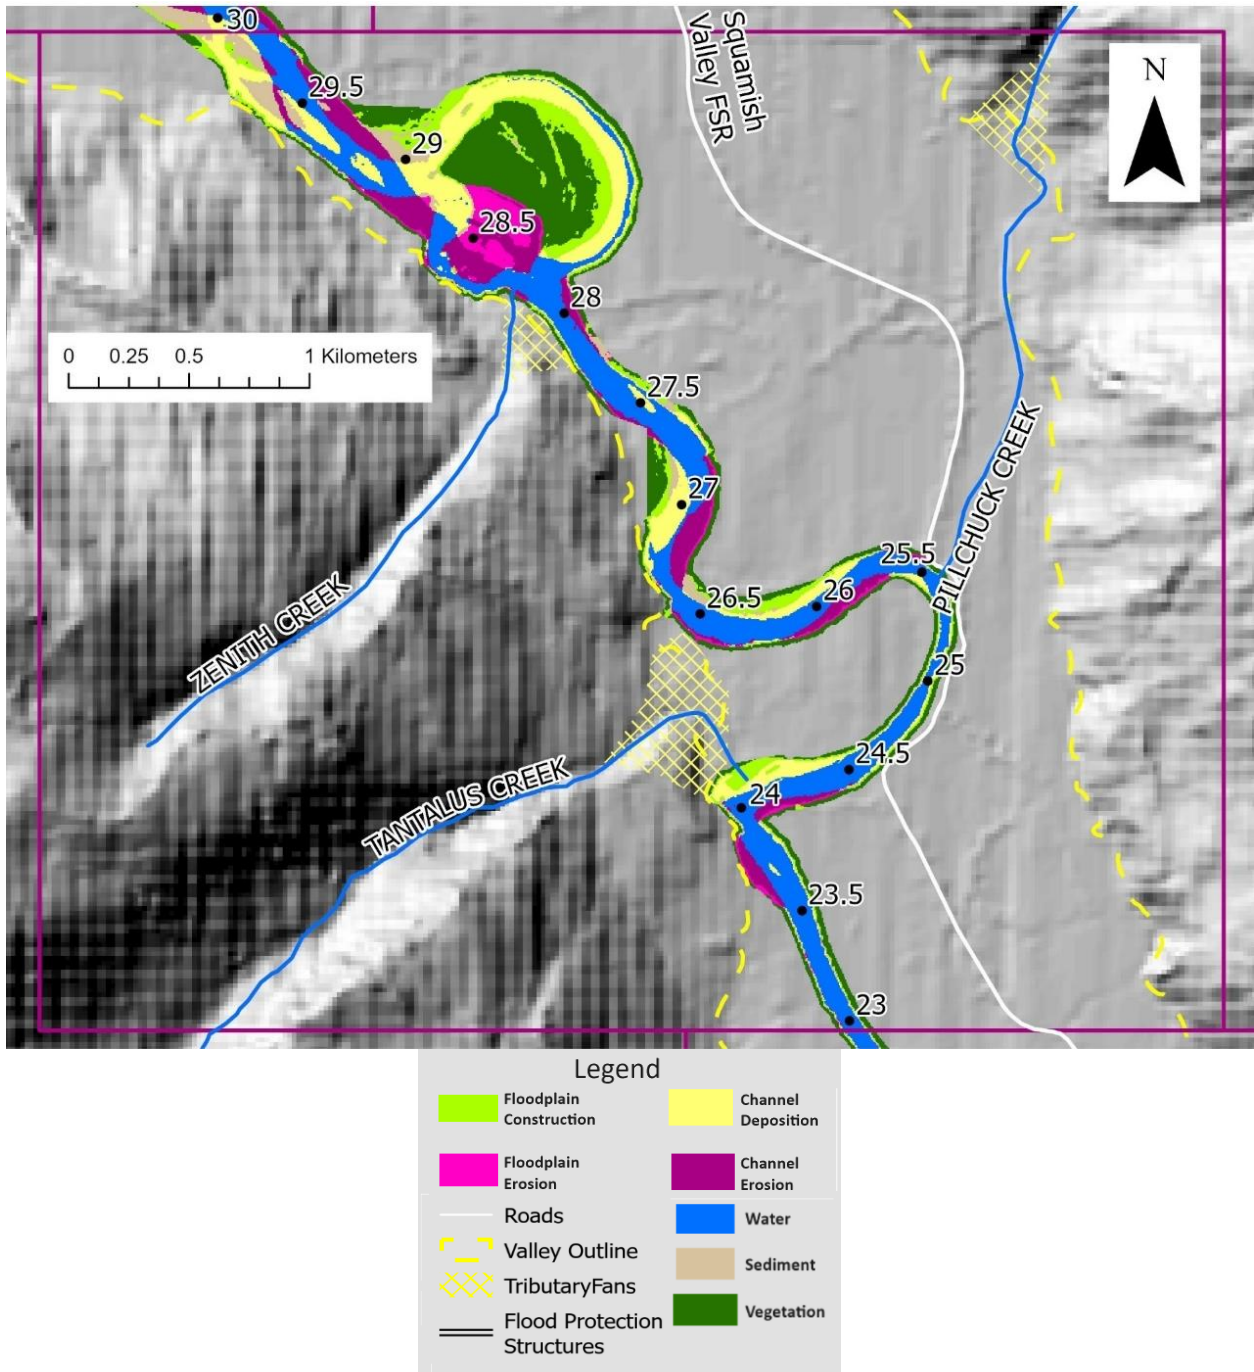 30
Squamish
Valley FSR
N
29.5
29
28.5
28
0 0.25 0.5 1 Kilometers
27.5
27
PILLCHUCK CREEK
25.5
26
26.5
ZENITH CREEK
25
24.5
TANTALUS CREEK
24
23.5
23
Legend
Floodplain
Construction
Channel
Deposition
Floodplain
Erosion
Channel
Erosion
Roads
Water
Valley Outline
Sediment
TributaryFans
Vegetation
Flood Protection
Structures